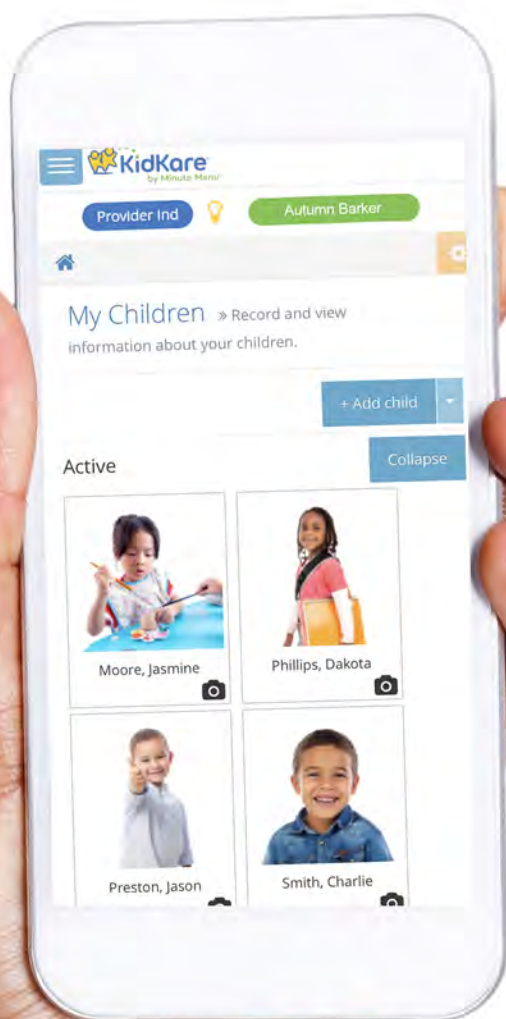 KidKare
by Minute Menu
Provider Ind
Autumn Barker
My Children » Record and view
information about your children.
+ Add child
Active
Collapse
Moore, Jasmine
Phillips, Dakota
Preston, Jason
Smith, Charlie